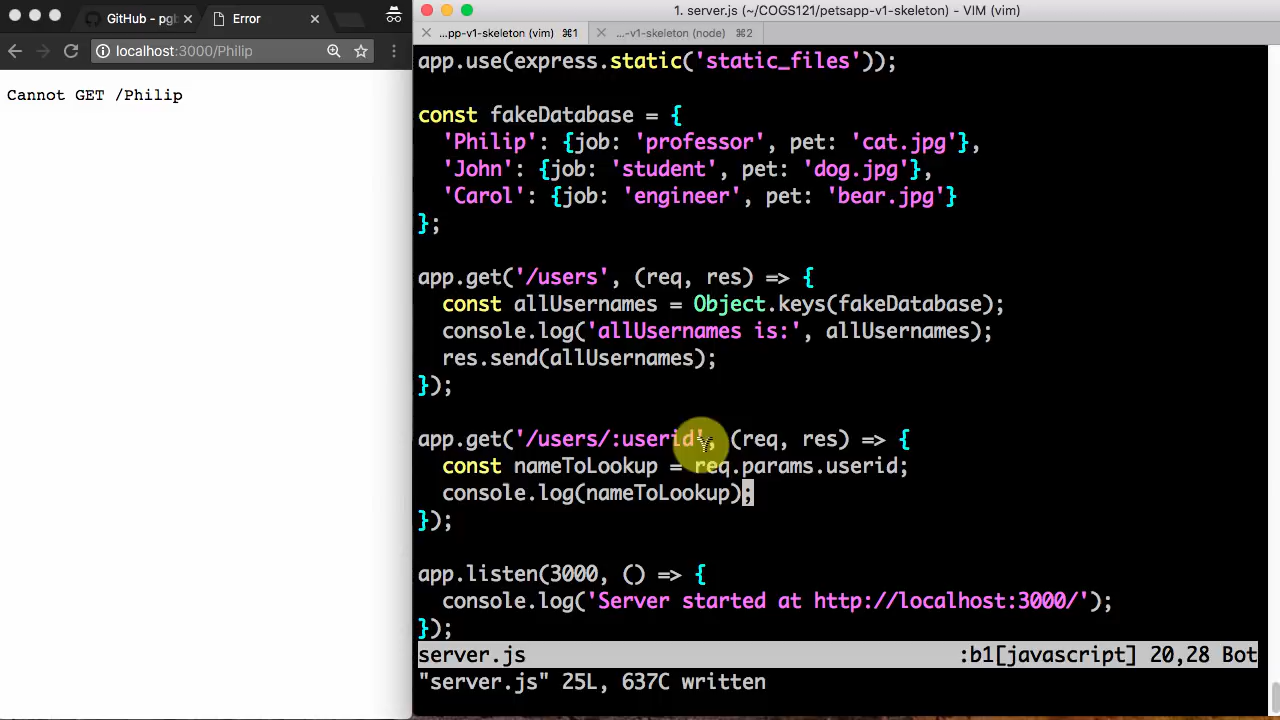 GitHub - pgb
Error
localhost:3000/Philip
Cannot GET /Philip
1. server.js (~/COGS121/petsapp-v1-skeleton) - VIM (vim)
...pp-v1-skeleton (vim) ⌘1
...-v1-skeleton (node) ⌘2
app.use(express.static('static_files'));
const fakeDatabase = {
  'Philip': {job: 'professor', pet: 'cat.jpg'},
  'John': {job: 'student', pet: 'dog.jpg'},
  'Carol': {job: 'engineer', pet: 'bear.jpg'}
};
app.get('/users', (req, res) => {
  const allUsernames = Object.keys(fakeDatabase);
  console.log('allUsernames is:', allUsernames);
  res.send(allUsernames);
});
app.get('/users/:userid', (req, res) => {
  const nameToLookup = req.params.userid;
  console.log(nameToLookup);
});
app.listen(3000, () => {
  console.log('Server started at http://localhost:3000/');
});
server.js :b1[javascript] 20,28 Bot
"server.js" 25L, 637C written